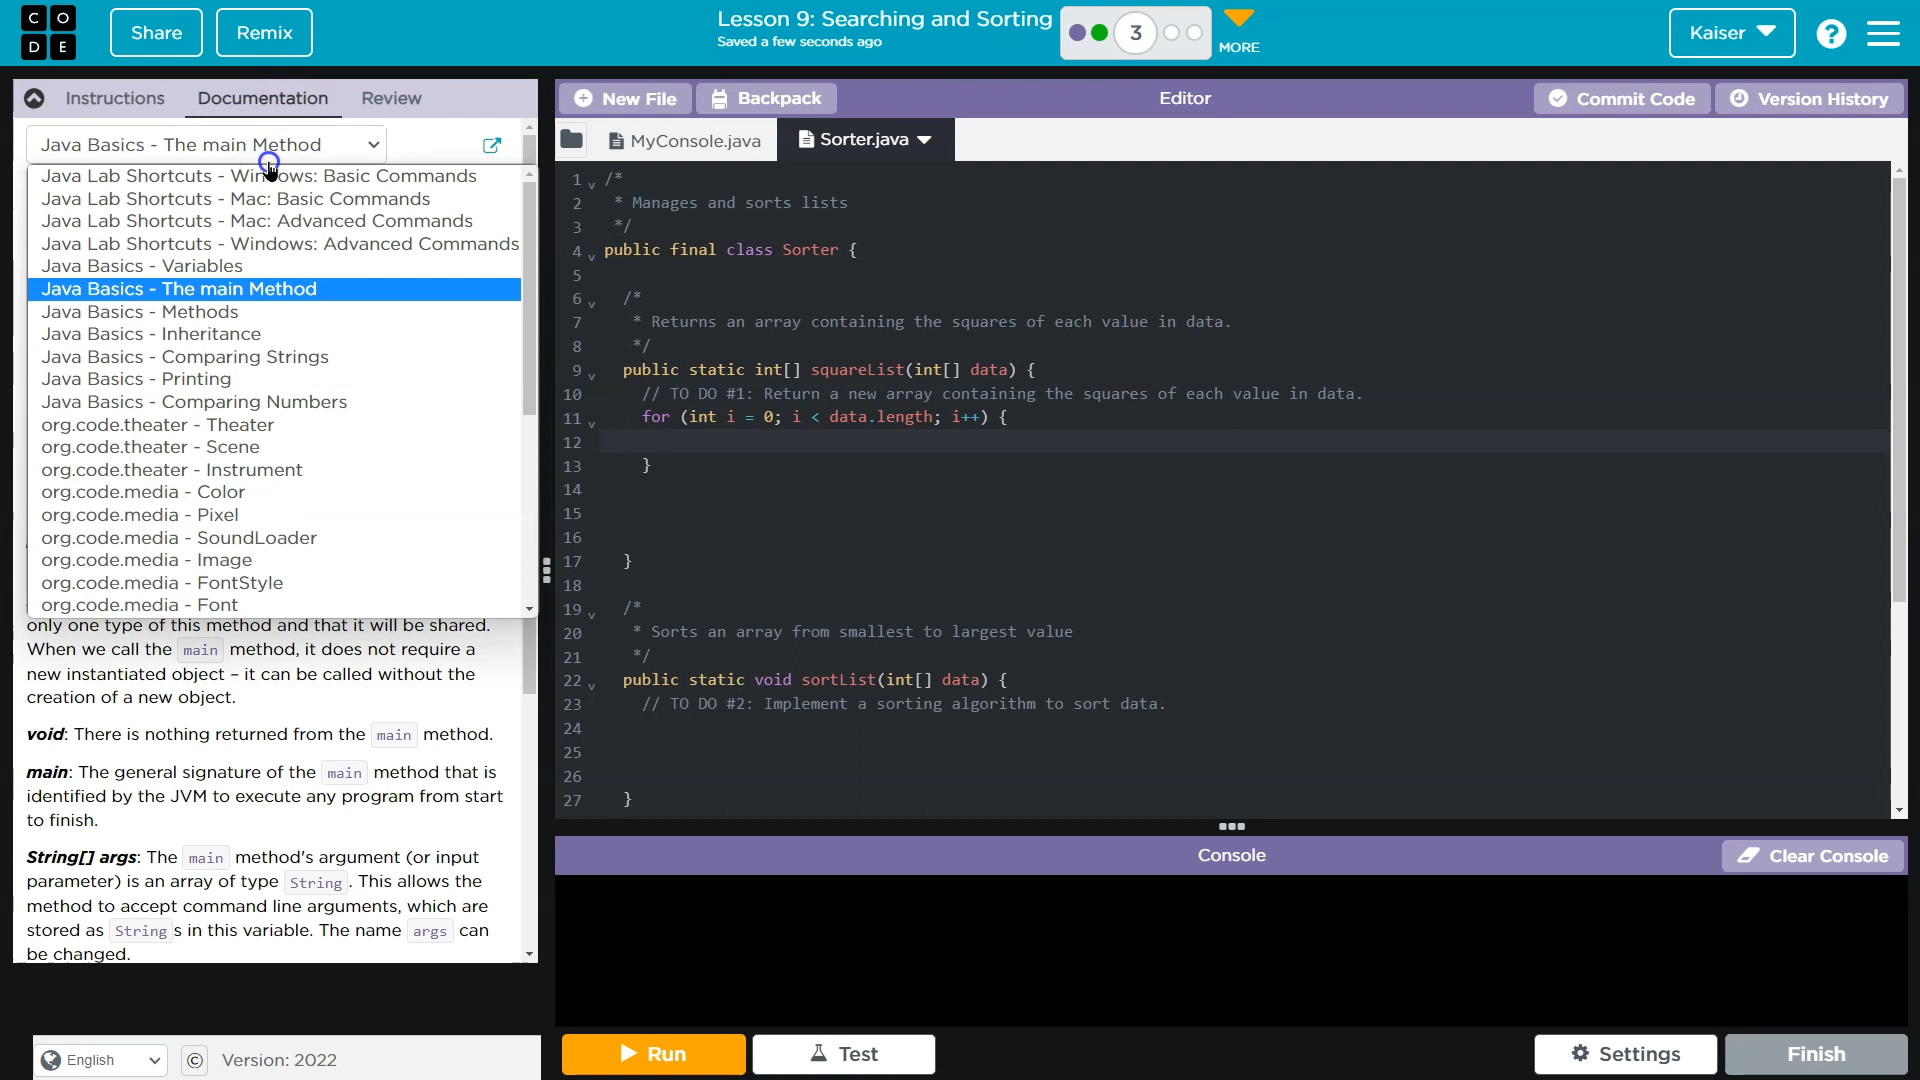 CODE
Share
Remix
Lesson 9: Searching and Sorting
Saved a few seconds ago
3
MORE
Kaiser
?
Instructions
Documentation
Review
Java Basics - The main Method
Java Lab Shortcuts - Windows: Basic Commands
Java Lab Shortcuts - Mac: Basic Commands
Java Lab Shortcuts - Mac: Advanced Commands
Java Lab Shortcuts - Windows: Advanced Commands
Java Basics - Variables
Java Basics - The main Method
Java Basics - Methods
Java Basics - Inheritance
Java Basics - Comparing Strings
Java Basics - Printing
Java Basics - Comparing Numbers
org.code.theater - Theater
org.code.theater - Scene
org.code.theater - Instrument
org.code.media - Color
org.code.media - Pixel
org.code.media - SoundLoader
org.code.media - Image
org.code.media - FontStyle
org.code.media - Font
only one type of this method and that it will be shared.
When we call the main method, it does not require a
new instantiated object – it can be called without the
creation of a new object.
void: There is nothing returned from the main method.
main: The general signature of the main method that is
identified by the JVM to execute any program from start
to finish.
String[] args: The main method's argument (or input
parameter) is an array of type String. This allows the
method to accept command line arguments, which are
stored as Strings in this variable. The name args can
be changed.
English
© Version: 2022
New File
Backpack
Editor
Commit Code
Version History
MyConsole.java
Sorter.java
1 /*
2 * Manages and sorts lists
3 */
4 public final class Sorter {
5
6 /*
7 * Returns an array containing the squares of each value in data.
8 */
9 public static int[] squareList(int[] data) {
10 // TO DO #1: Return a new array containing the squares of each value in data.
11 for (int i = 0; i < data.length; i++) {
12
13 }
14
15
16
17 }
18
19 /*
20 * Sorts an array from smallest to largest value
21 */
22 public static void sortList(int[] data) {
23 // TO DO #2: Implement a sorting algorithm to sort data.
24
25
26
27 }
Console
Clear Console
Run
Test
Settings
Finish